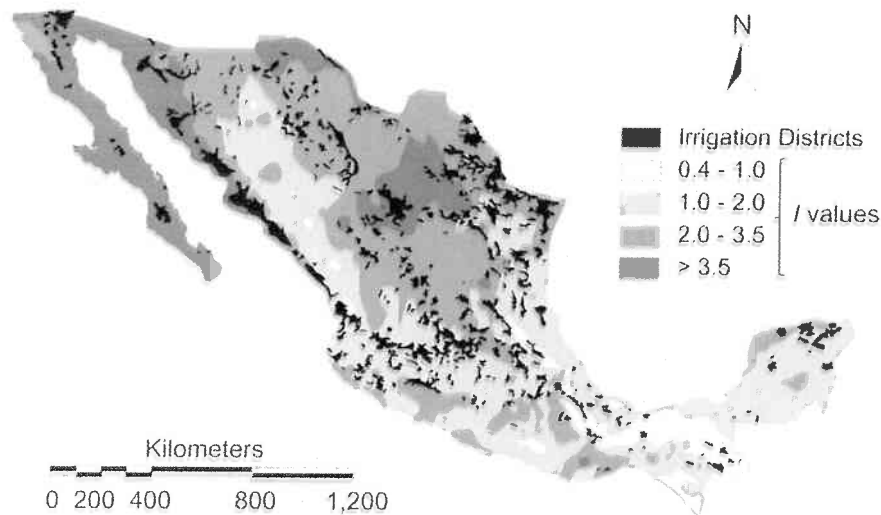 N
Irrigation Districts
0.4 - 1.0
1.0 - 2.0
2.0 - 3.5
> 3.5
I values
Kilometers
0 200 400 800 1,200